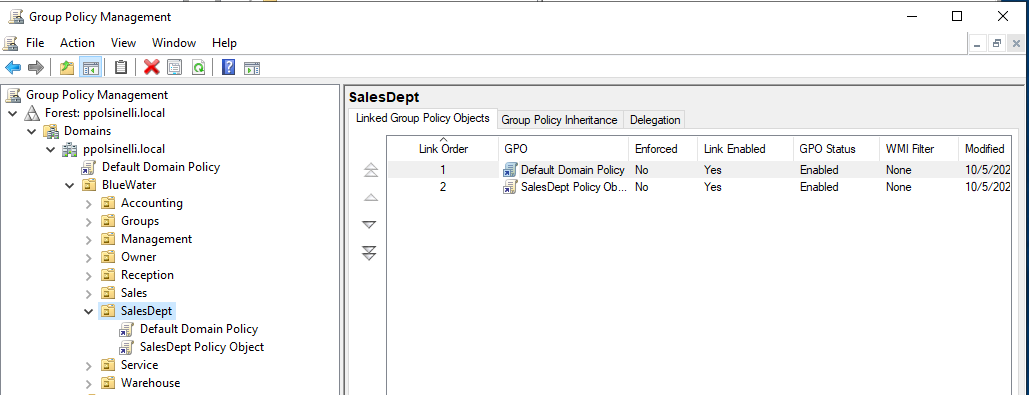 Group Policy Management
File Action View Window Help
Group Policy Management
Forest: ppolsinelli.local
Domains
ppolsinelli.local
Default Domain Policy
BlueWater
Accounting
Groups
Management
Owner
Reception
Sales
SalesDept
Default Domain Policy
SalesDept Policy Object
Service
Warehouse
SalesDept
Linked Group Policy Objects Group Policy Inheritance Delegation
Link Order GPO Enforced Link Enabled GPO Status WMI Filter Modified
1 Default Domain Policy No Yes Enabled None 10/5/202
2 SalesDept Policy Ob... No Yes Enabled None 10/5/202